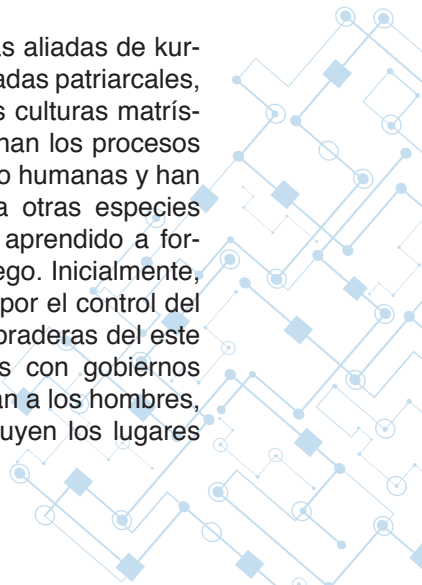 s aliadas de kur-
adas patriarcales,
s culturas matrís-
nan los procesos
o humanas y han
a otras especies
aprendido a for-
ego. Inicialmente,
por el control del
praderas del este
s con gobiernos
an a los hombres,
uyen los lugares